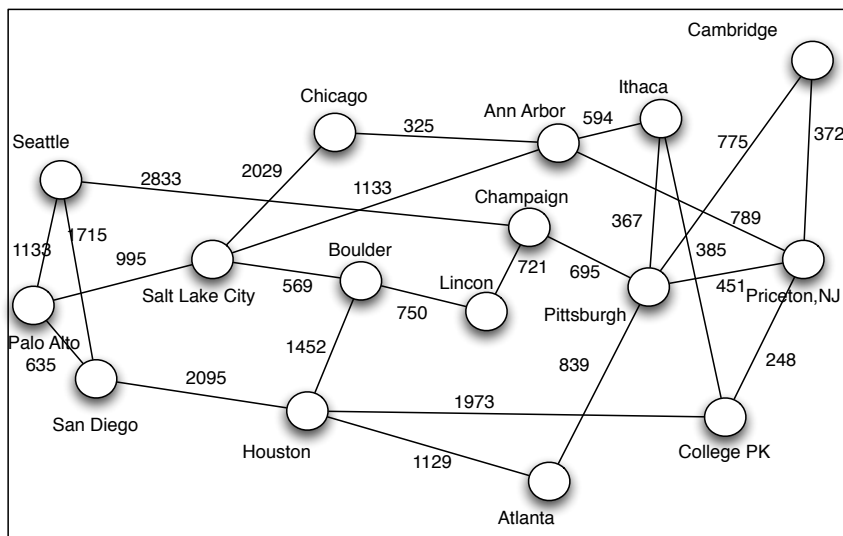 Cambridge
Ithaca
Chicago
Ann Arbor
594
325
775
372
Seattle
2029
2833
1133
Champaign
367
789
1133
1715
995
Boulder
385
721
695
Salt Lake City
569
Lincon
750
Pittsburgh
451
Priceton,NJ
Palo Alto
635
1452
839
248
2095
1973
San Diego
Houston
1129
College PK
Atlanta